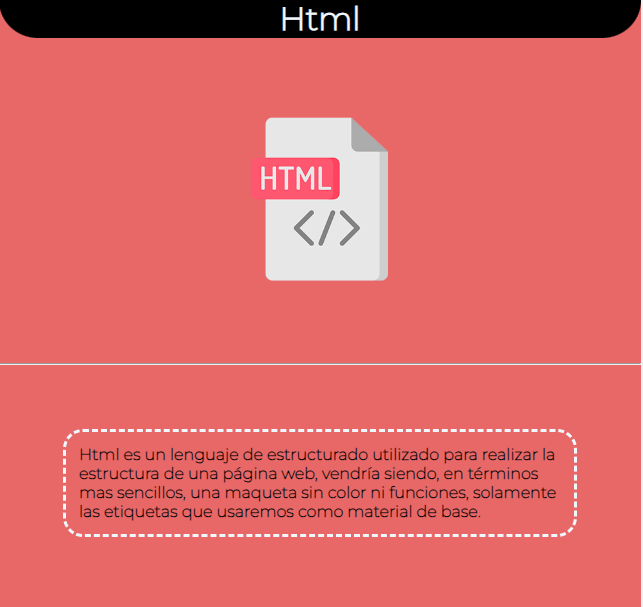 Html
HTML
</>
Html es un lenguaje de estructurado utilizado para realizar la
estructura de una página web, vendría siendo, en términos
mas sencillos, una maqueta sin color ni funciones, solamente
las etiquetas que usaremos como material de base.